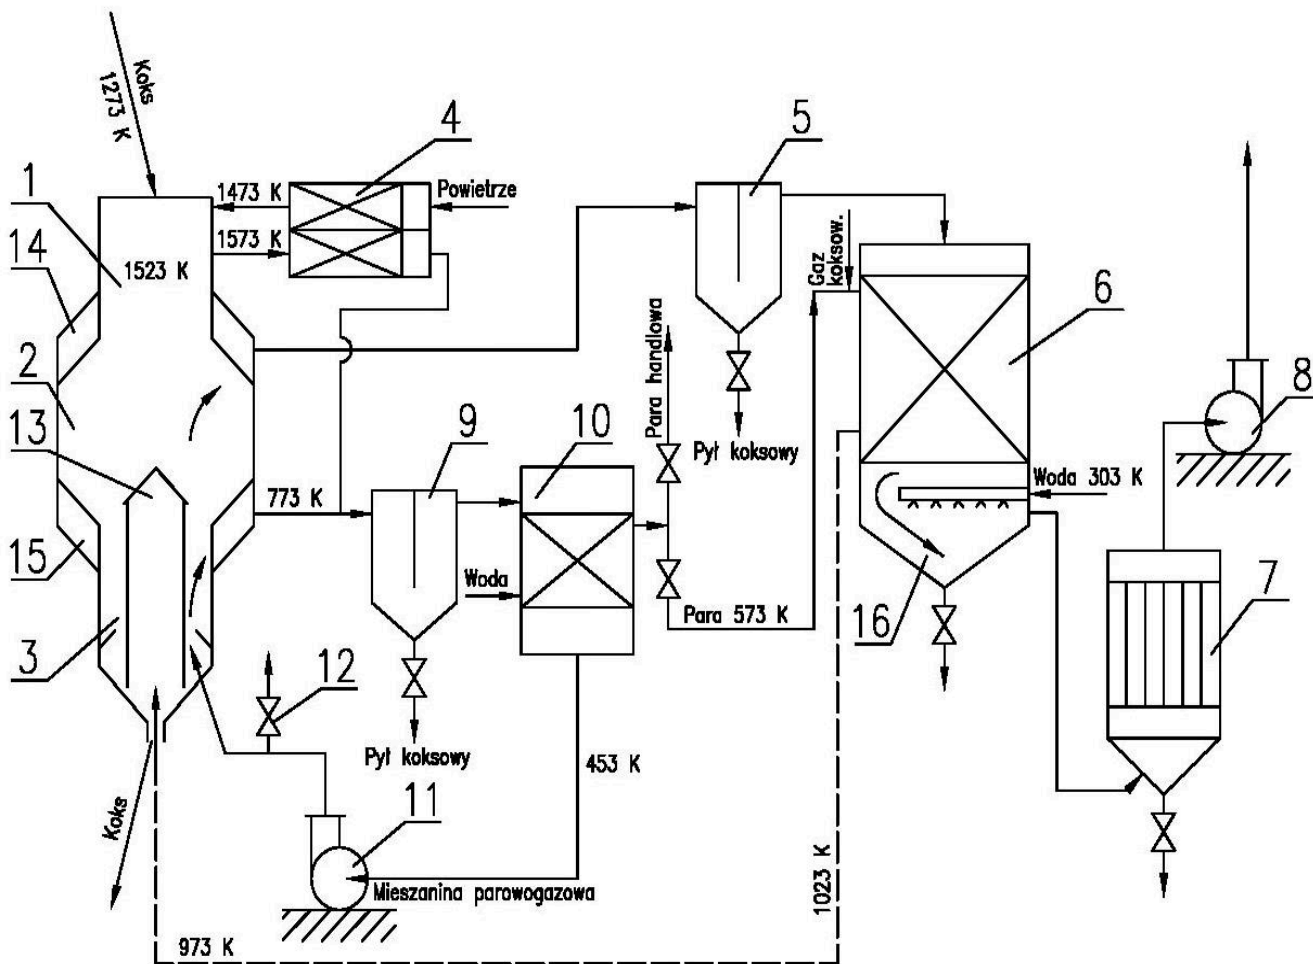 Koks
1273 K
1
14
2
13
15
3
1523 K
1473 K
1573 K
4
Powietrze
5
Gaz
koksow.
6
8
Para handlowa
Pył koksowy
9
10
773 K
Woda
Woda 303 K
Para 573 K
16
7
12
Pył koksowy
453 K
11
Koks
Mieszanina parowogazowa
1023 K
973 K